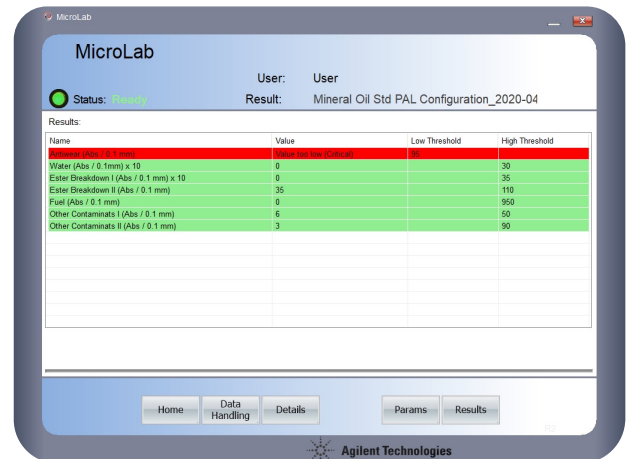 MicroLab
MicroLab
User: User
Status: Ready Result: Mineral Oil Std PAL Configuration_2020-04
Results:
Name Value Low Threshold High Threshold
Antiwear (Abs / 0.1 mm) Value too low (Critical) 95
Water (Abs / 0.1mm) x 10 0 30
Ester Breakdown I (Abs / 0.1 mm) x 10 0 35
Ester Breakdown II (Abs / 0.1 mm) 35 110
Fuel (Abs / 0.1 mm) 0 950
Other Contaminats I (Abs / 0.1 mm) 6 50
Other Contaminats II (Abs / 0.1 mm) 3 90
Home Data Handling Details Params Results
Agilent Technologies